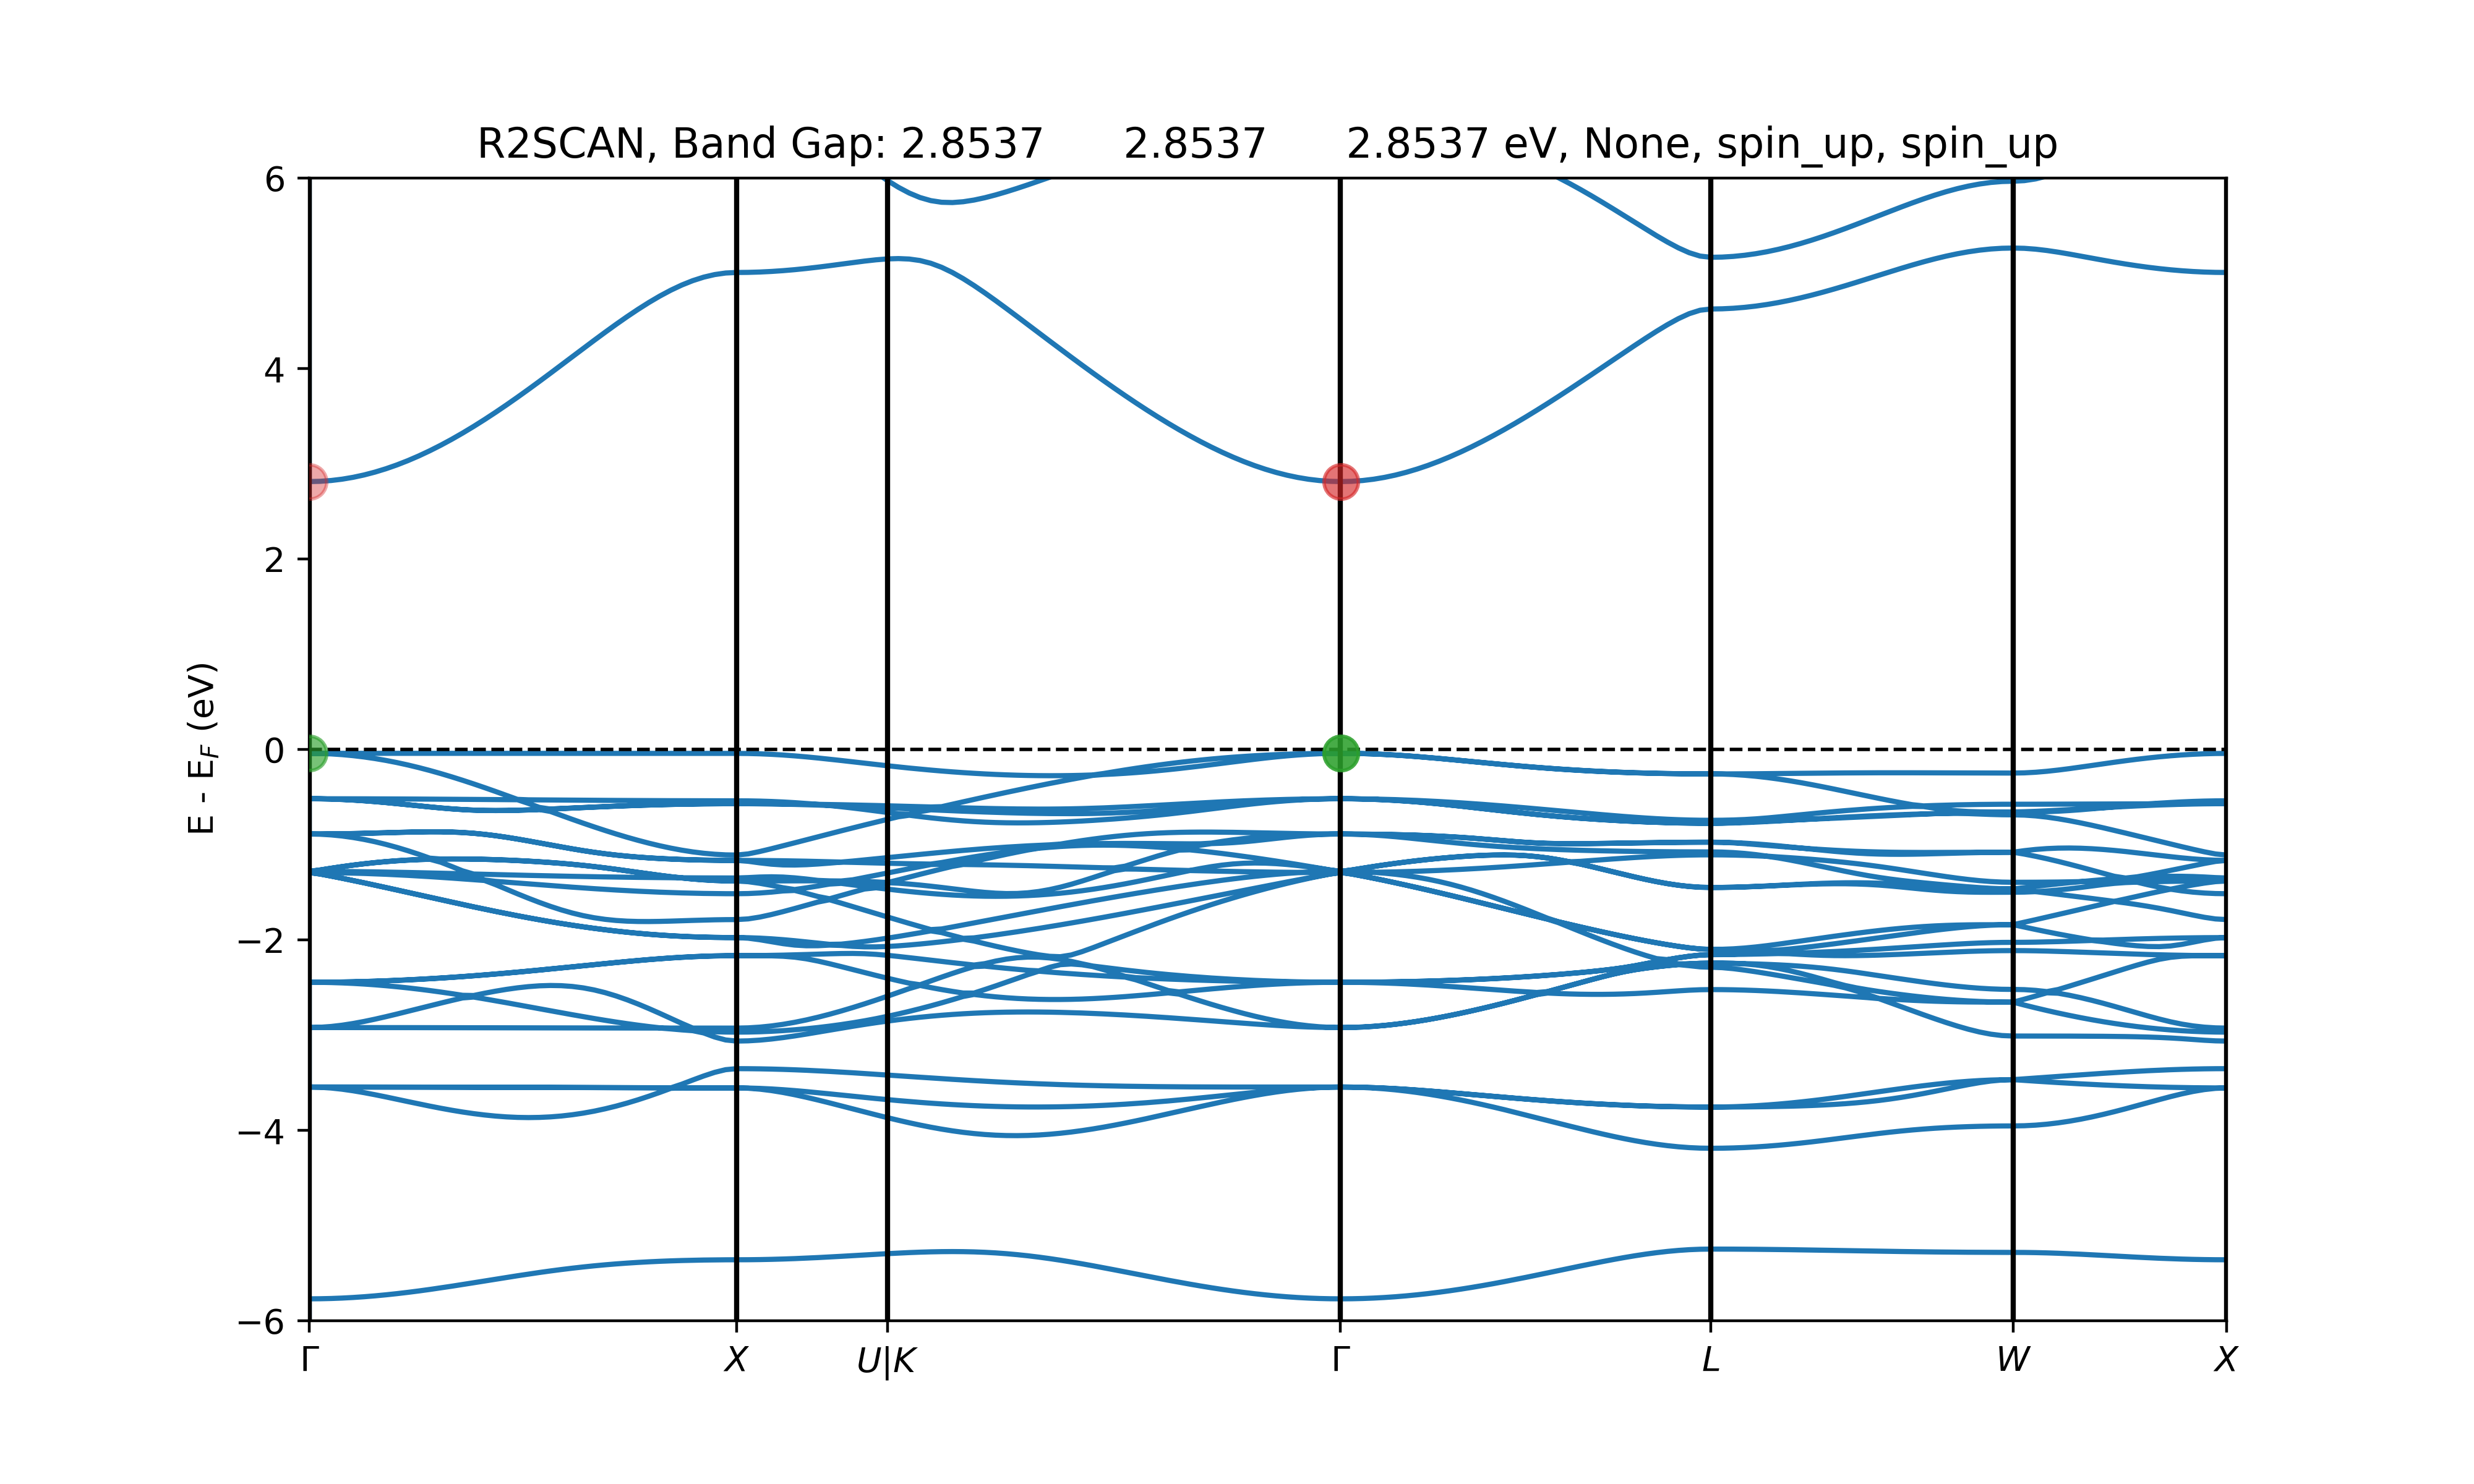 R2SCAN, Band Gap: 2.8537 2.8537 2.8537 eV, None, spin_up, spin_up
6
4
2
0
−2
−4
−6
E - E_F (eV)
Γ X U|K Γ L W X